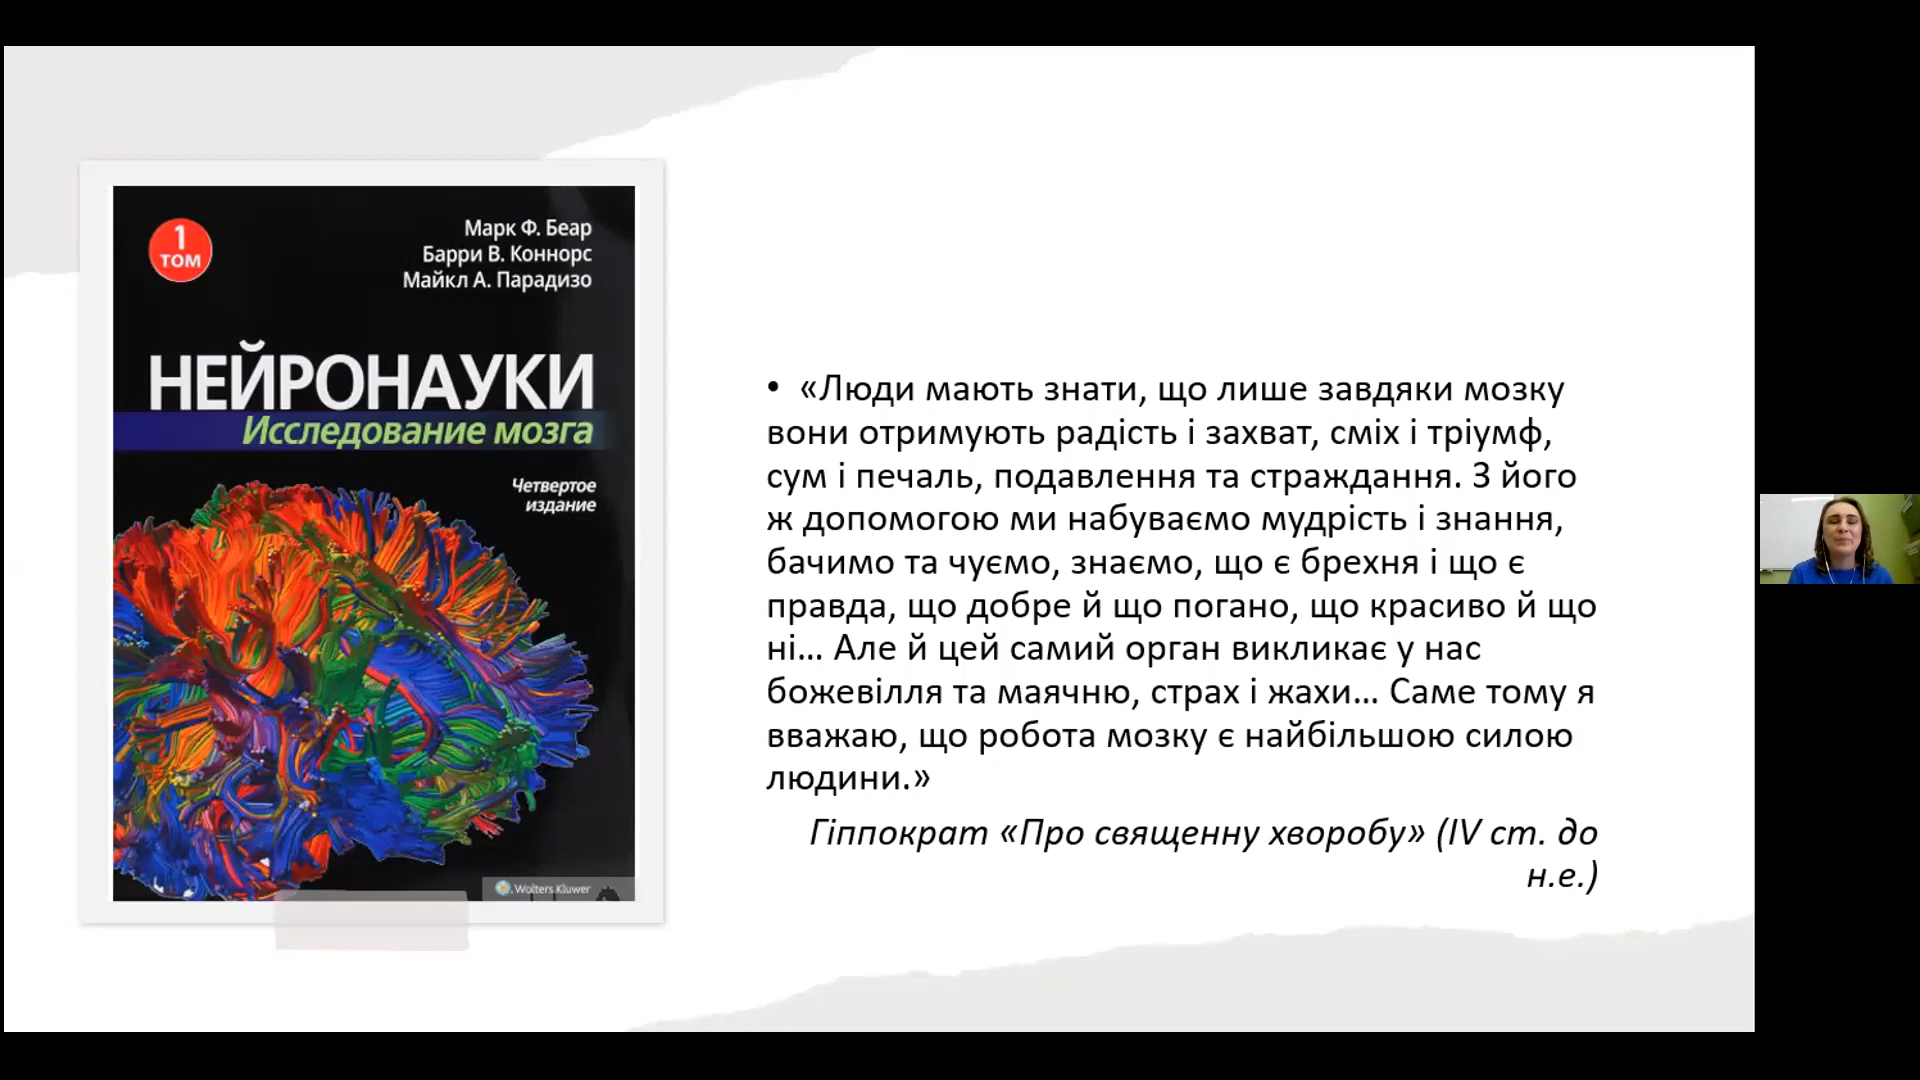 1
ТОМ
Марк Ф. Беар
Барри В. Коннорс
Майкл А. Парадизо
НЕЙРОНАУКИ
Исследование мозга
Четвертое
издание
Wolters Kluwer
• «Люди мають знати, що лише завдяки мозку
вони отримують радість і захват, сміх і тріумф,
сум і печаль, подавлення та страждання. З його
ж допомогою ми набуваємо мудрість і знання,
бачимо та чуємо, знаємо, що є брехня і що є
правда, що добре й що погано, що красиво й що
ні... Але й цей самий орган викликає у нас
божевілля та маячню, страх і жахи... Саме тому я
вважаю, що робота мозку є найбільшою силою
людини.»
Гіппократ «Про священну хворобу» (IV ст. до
н.е.)